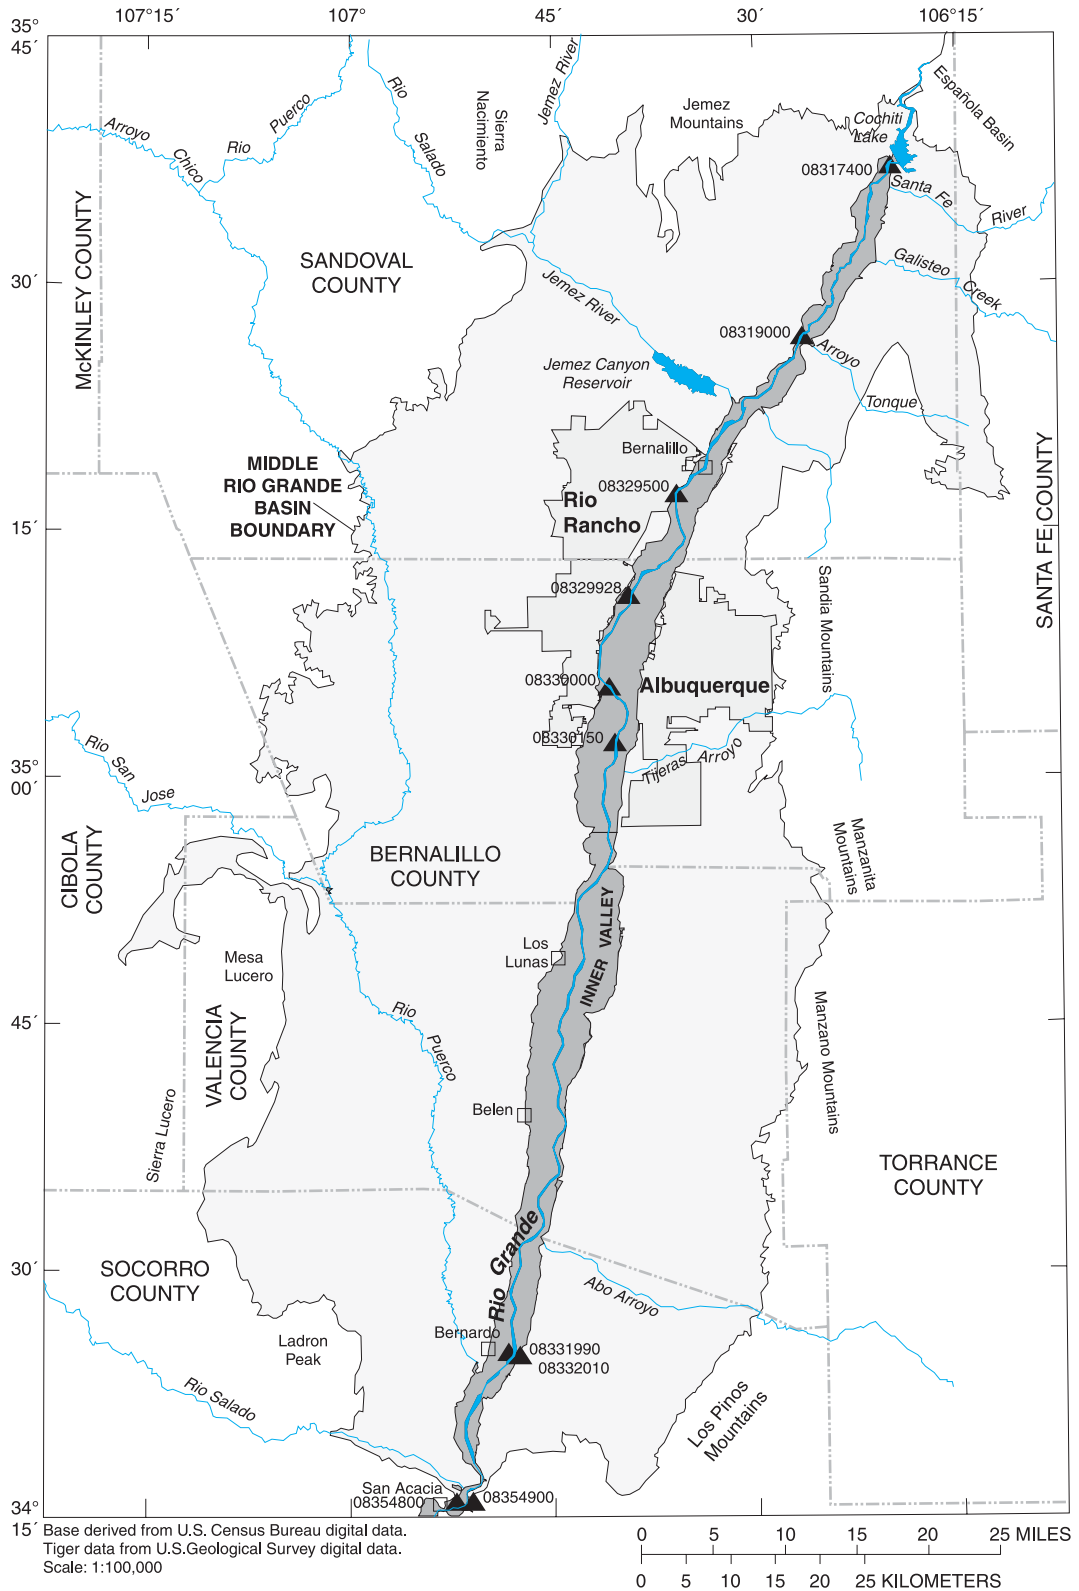 107°15´
107°
45´
30´
106°15´
35°
45´
Española Basin
Jemez River
Rio
Salado
Sierra
Nacimiento
Jemez
Mountains
Cochiti
Lake
Puerco
Rio
Arroyo
Chico
08317400
Santa Fe
River
McKINLEY COUNTY
SANDOVAL
COUNTY
Galisteo
Creek
30´
Jemez River
08319000
Arroyo
Tonque
Jemez Canyon
Reservoir
MIDDLE
RIO GRANDE
BASIN
BOUNDARY
Bernalillo
08329500
Rio
Rancho
SANTA FE COUNTY
15´
08329928
Sandia Mountains
08330000
Albuquerque
08330150
Tijeras Arroyo
Rio
San
Jose
35°
00´
CIBOLA
COUNTY
BERNALILLO
COUNTY
Manzanita
Mountains
INNER VALLEY
Los
Lunas
Mesa
Lucero
Rio
Puerco
45´
VALENCIA
COUNTY
Manzano Mountains
Belen
Sierra Lucero
TORRANCE
COUNTY
Rio Grande
SOCORRO
COUNTY
30´
Abo Arroyo
Ladron
Peak
Bernardo
08331990
08332010
Rio Salado
Los Pinos
Mountains
San Acacia
08354800
08354900
34°
15´
Base derived from U.S. Census Bureau digital data.
Tiger data from U.S.Geological Survey digital data.
Scale: 1:100,000
0 5 10 15 20 25 MILES
0 5 10 15 20 25 KILOMETERS